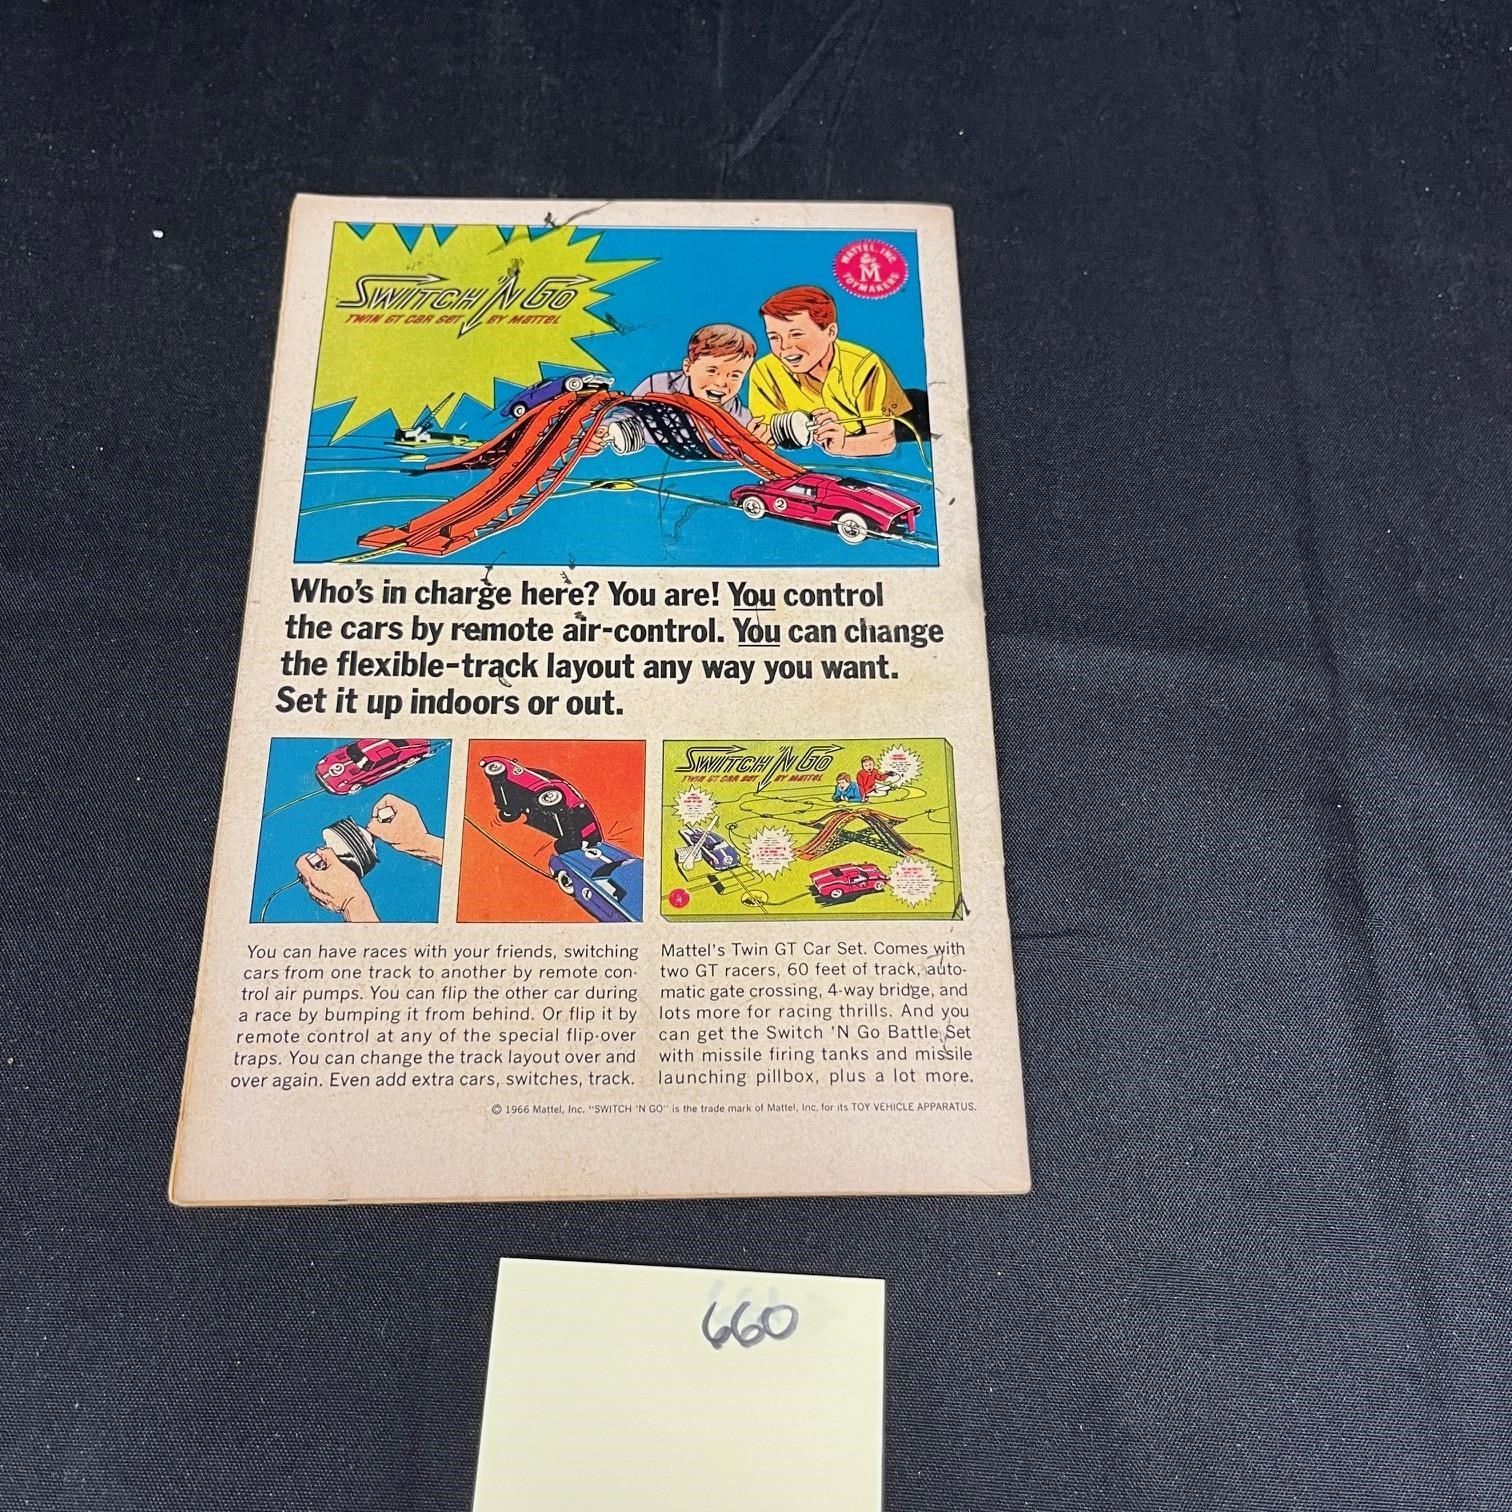 SWITCH 'N GO
TWIN GT CAR SET BY MATTEL
MATTEL, INC.
M
TOYMAKERS
2
Who's in charge here? You are! You control
the cars by remote air-control. You can change
the flexible-track layout any way you want.
Set it up indoors or out.
2
SWITCH 'N GO
TWIN GT CAR SET BY MATTEL
M
You can have races with your friends, switching
cars from one track to another by remote con-
trol air pumps. You can flip the other car during
a race by bumping it from behind. Or flip it by
remote control at any of the special flip-over
traps. You can change the track layout over and
over again. Even add extra cars, switches, track.
Mattel's Twin GT Car Set. Comes with
two GT racers, 60 feet of track, auto-
matic gate crossing, 4-way bridge, and
lots more for racing thrills. And you
can get the Switch 'N Go Battle Set
with missile firing tanks and missile
launching pillbox, plus a lot more.
© 1966 Mattel, Inc. "SWITCH 'N GO" is the trade mark of Mattel, Inc. for its TOY VEHICLE APPARATUS.
660